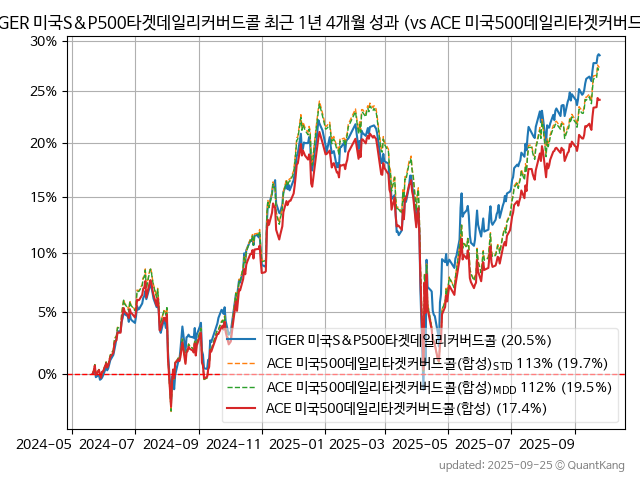 IGER 미국S&P500타겟데일리커버드콜 최근 1년 4개월 성과 (vs ACE 미국500데일리타겟커버드
30%
25%
20%
15%
10%
5%
0%
TIGER 미국S&P500타겟데일리커버드콜 (20.5%)
ACE 미국500데일리타겟커버드콜(합성)STD 113% (19.7%)
ACE 미국500데일리타겟커버드콜(합성)MDD 112% (19.5%)
ACE 미국500데일리타겟커버드콜(합성) (17.4%)
2024-05 2024-07 2024-09 2024-11 2025-01 2025-03 2025-05 2025-07 2025-09
updated: 2025-09-25 © QuantKang